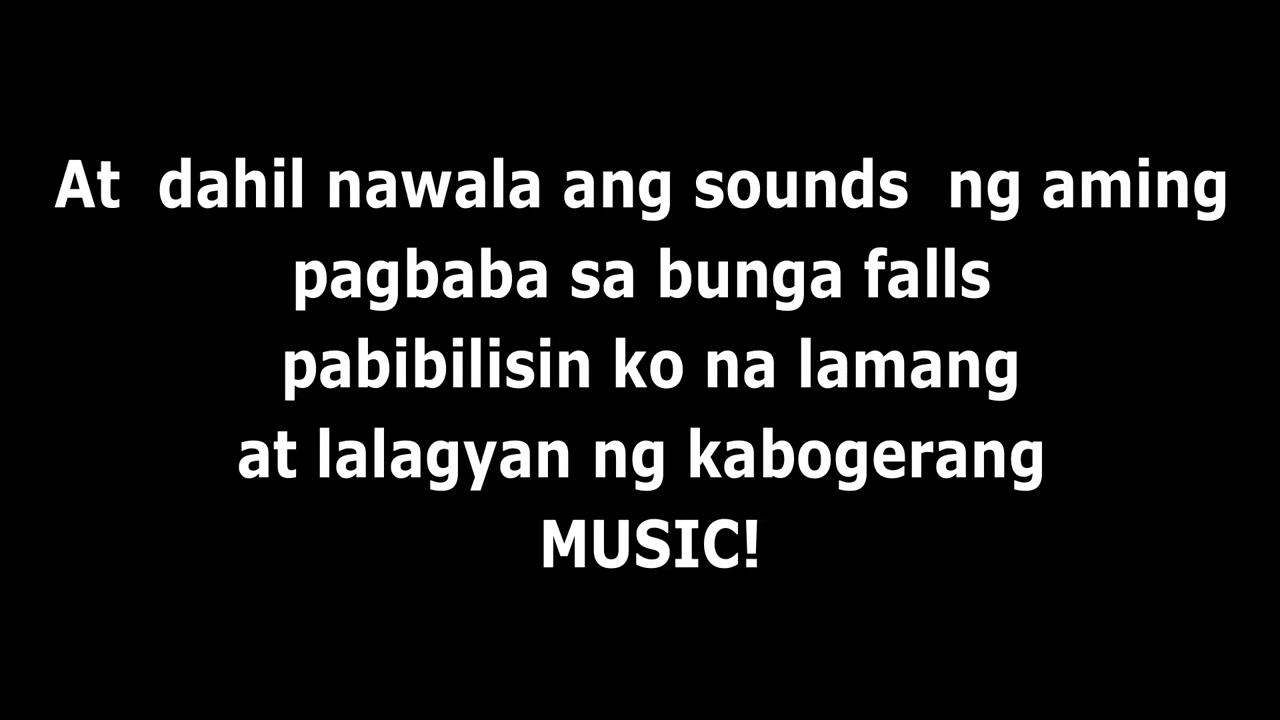 At  dahil nawala ang sounds  ng aming
pagbaba sa bunga falls
pabibilisin ko na lamang
at lalagyan ng kabogerang
MUSIC!